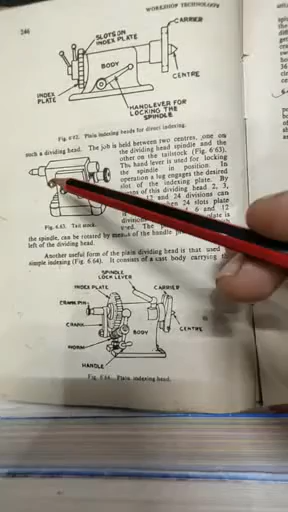 246
WORKSHOP TECHNOLOGY
SLOTS ON
INDEX PLATE
CARRIER
BODY
INDEX
PLATE
CENTRE
HANDLEVER FOR
LOCKING THE
SPINDLE
Fig. 6·62. Plain indexing heads for direct indexing.
such a dividing head. The job is held between two centres, one on
the dividing head spindle and the
other on the tailstock (Fig. 6·63).
The hand lever is used for locking
the spindle in position. In
operation a lug engages the desired
slot of the indexing plate. By
of this dividing head 2, 3,
12 and 24 divisions can
24 slots plate
6 and 12
divisions plate is
used. The
Fig. 6.63. Tail stock.
the spindle, can be rotated by means of the handle
left of the dividing head.
Another useful form of the plain dividing head is that used
simple indexing (Fig. 6.64). It consists of a cast body carrying
SPINDLE
LOCK LEVER
INDEX PLATE
CARRIER
CRANK PIN
CRANK
BODY
CENTRE
WORM
HANDLE
Fig. 6·64. Plain indexing head.